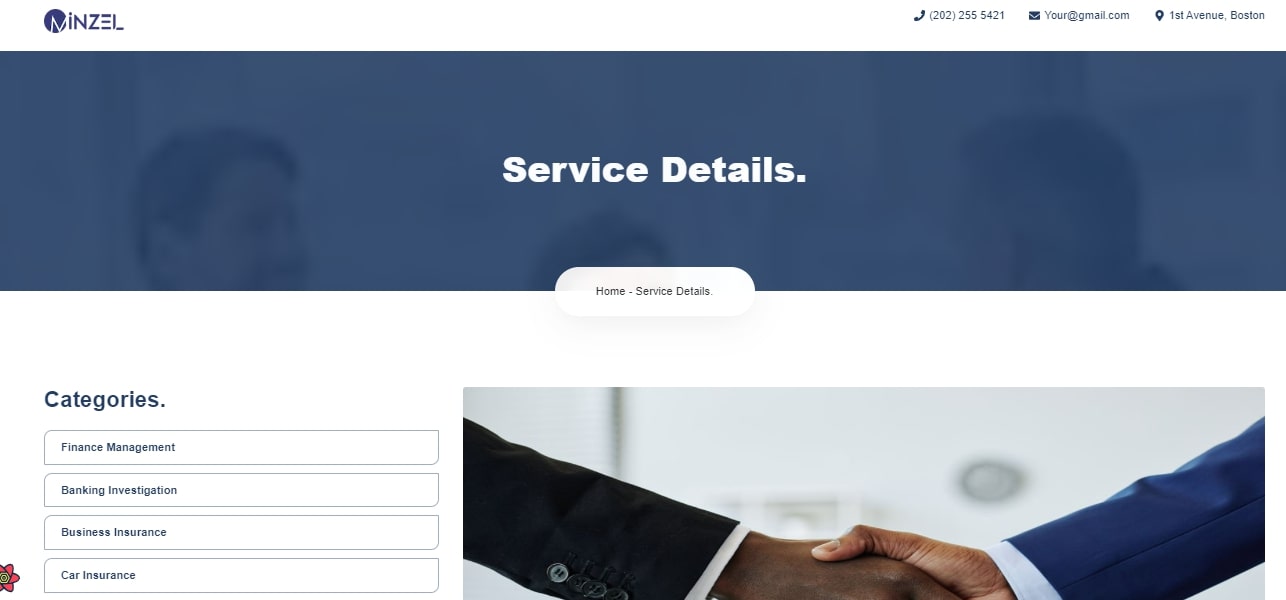 MiNZEL
(202) 255 5421
Your@gmail.com
1st Avenue, Boston
Service Details.
Home - Service Details.
Categories.
Finance Management
Banking Investigation
Business Insurance
Car Insurance